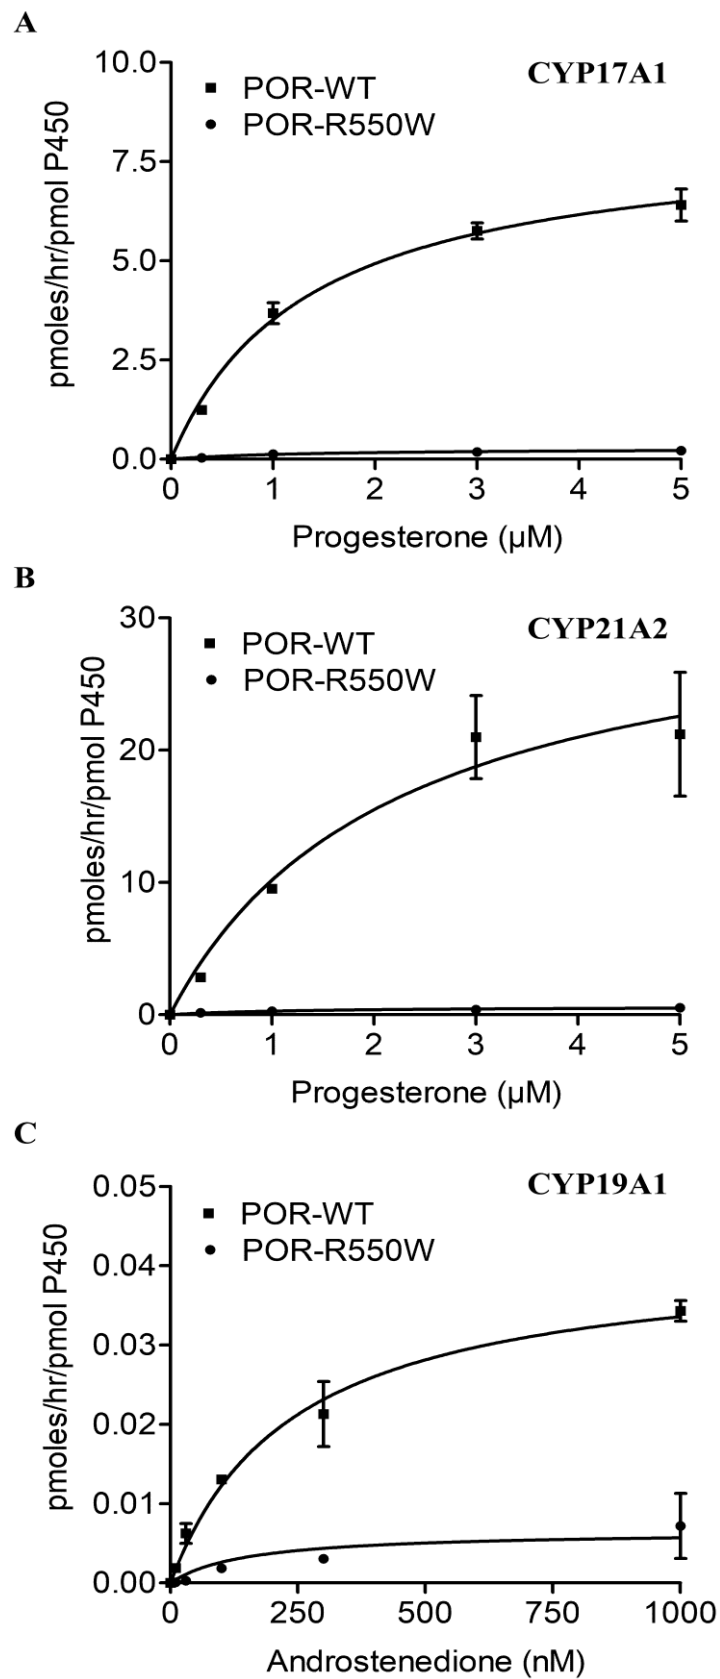 A
CYP17A1
POR-WT
POR-R550W
pmoles/hr/pmol P450
10.0
7.5
5.0
2.5
0.0
0 1 2 3 4 5
Progesterone (µM)
B
CYP21A2
POR-WT
POR-R550W
pmoles/hr/pmol P450
30
20
10
0
0 1 2 3 4 5
Progesterone (µM)
C
CYP19A1
POR-WT
POR-R550W
pmoles/hr/pmol P450
0.05
0.04
0.03
0.02
0.01
0.00
0 250 500 750 1000
Androstenedione (nM)